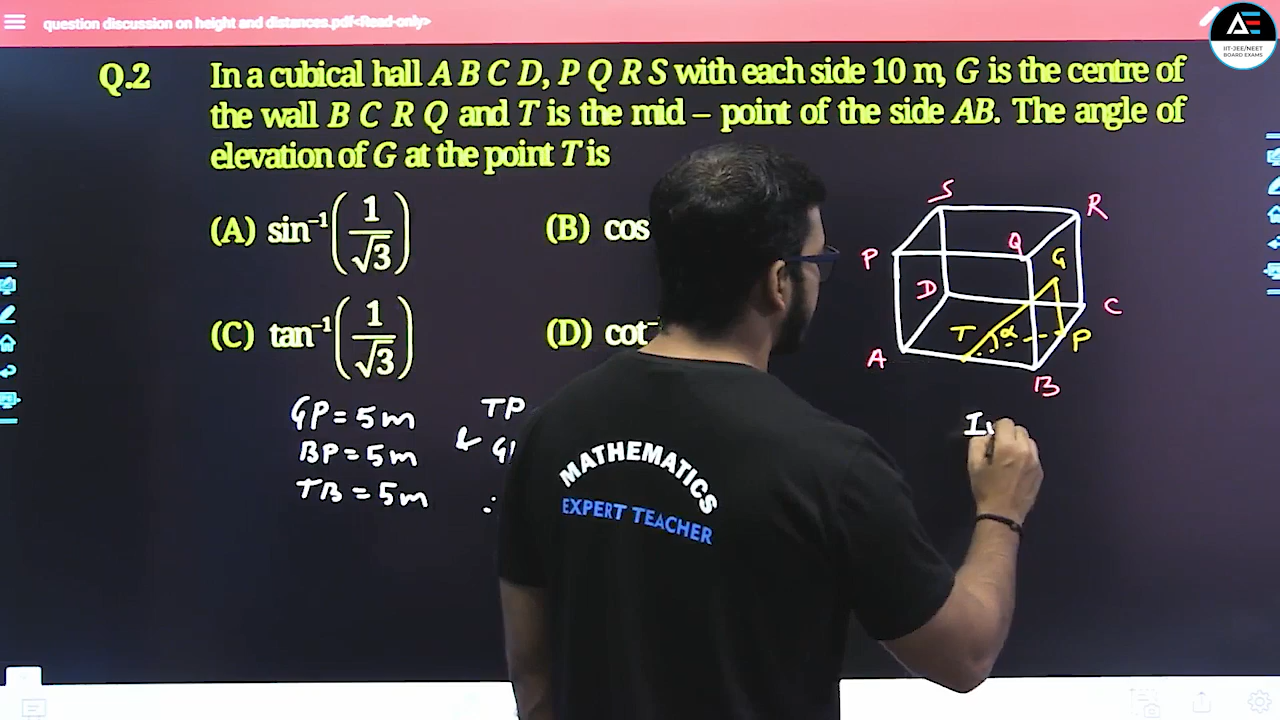 question discussion on height and distances.pdf<Read-only>
IIT-JEE/NEET
BOARD EXAMS
Q.2 In a cubical hall A B C D, P Q R S with each side 10 m, G is the centre of
the wall B C R Q and T is the mid – point of the side AB. The angle of
elevation of G at the point T is
(A) sin⁻¹(1/√3) (B) cos
(C) tan⁻¹(1/√3) (D) cot⁻
GP = 5m TP
BP = 5m
TB = 5m
S
R
P
Q
G
D
C
T α P
A
B
MATHEMATICS
EXPERT TEACHER